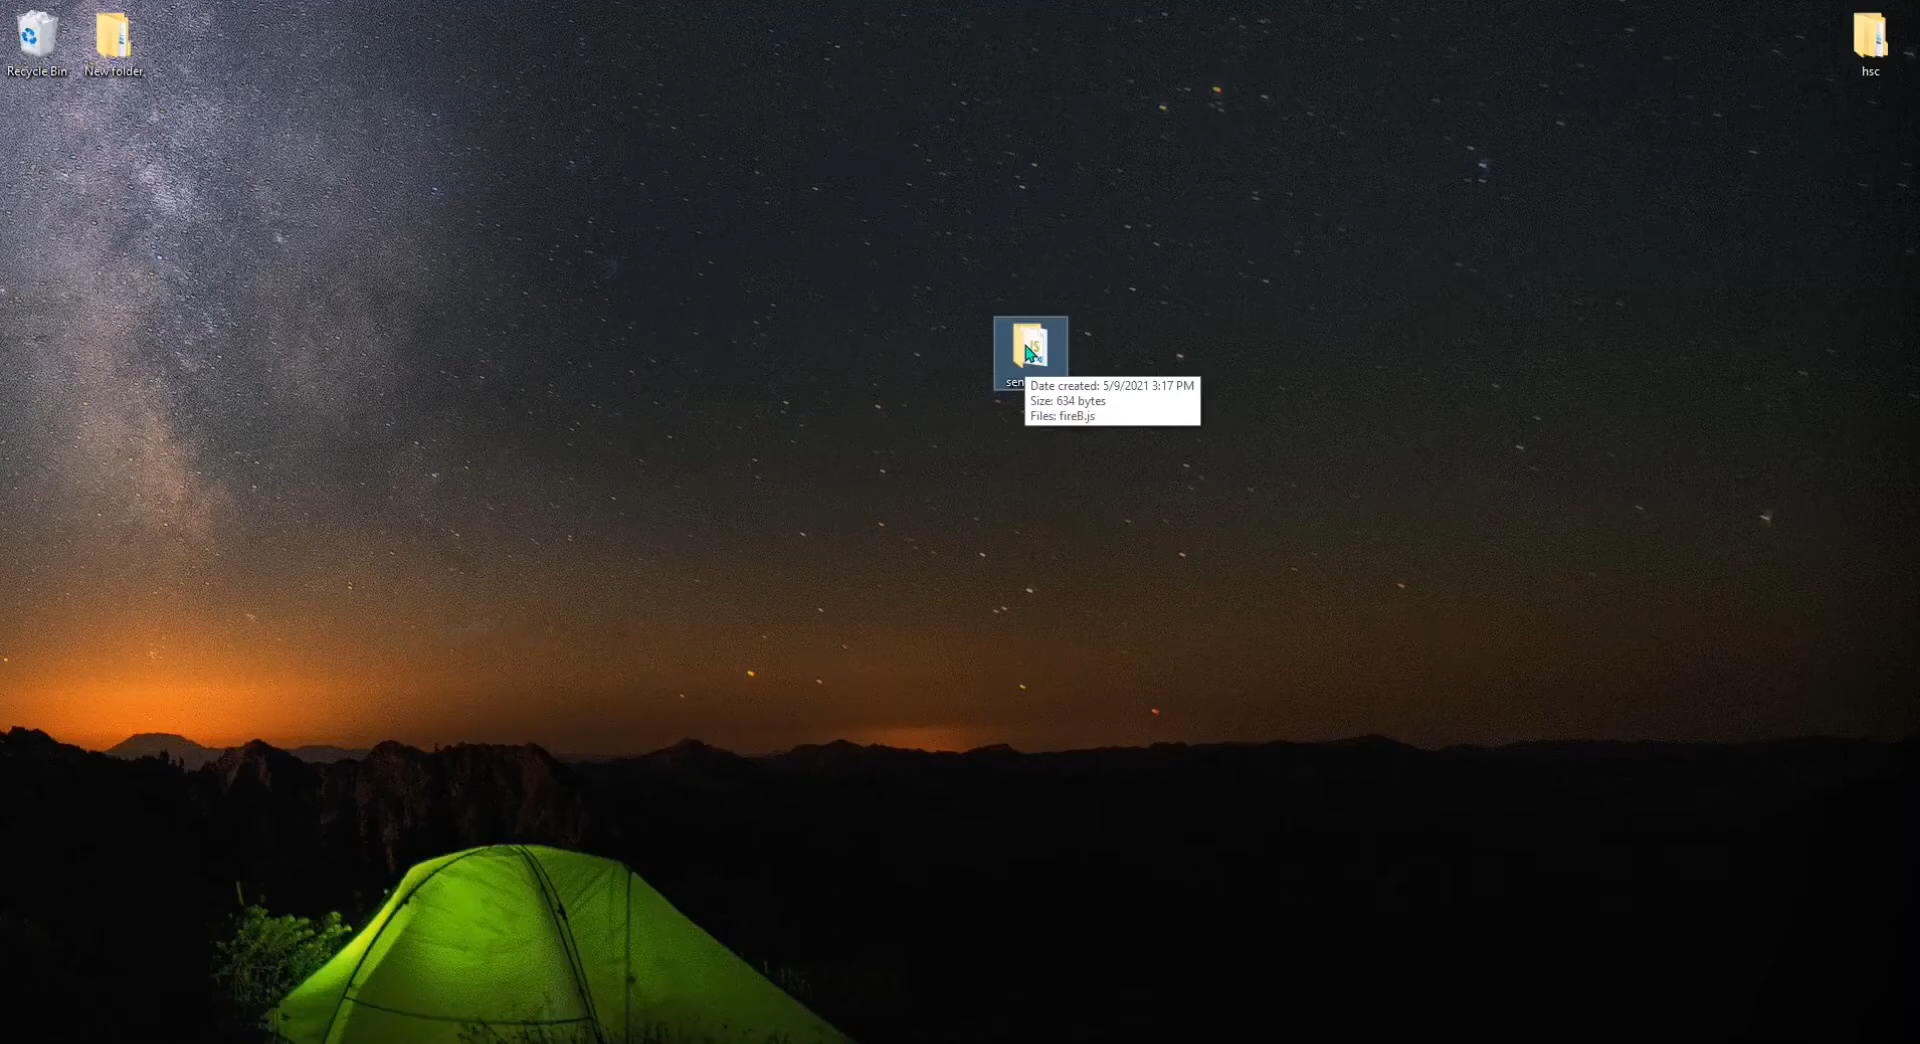 Recycle Bin
New folder
hsc
JS
Date created: 5/9/2021 3:17 PM
Size: 634 bytes
Files: fireB.js